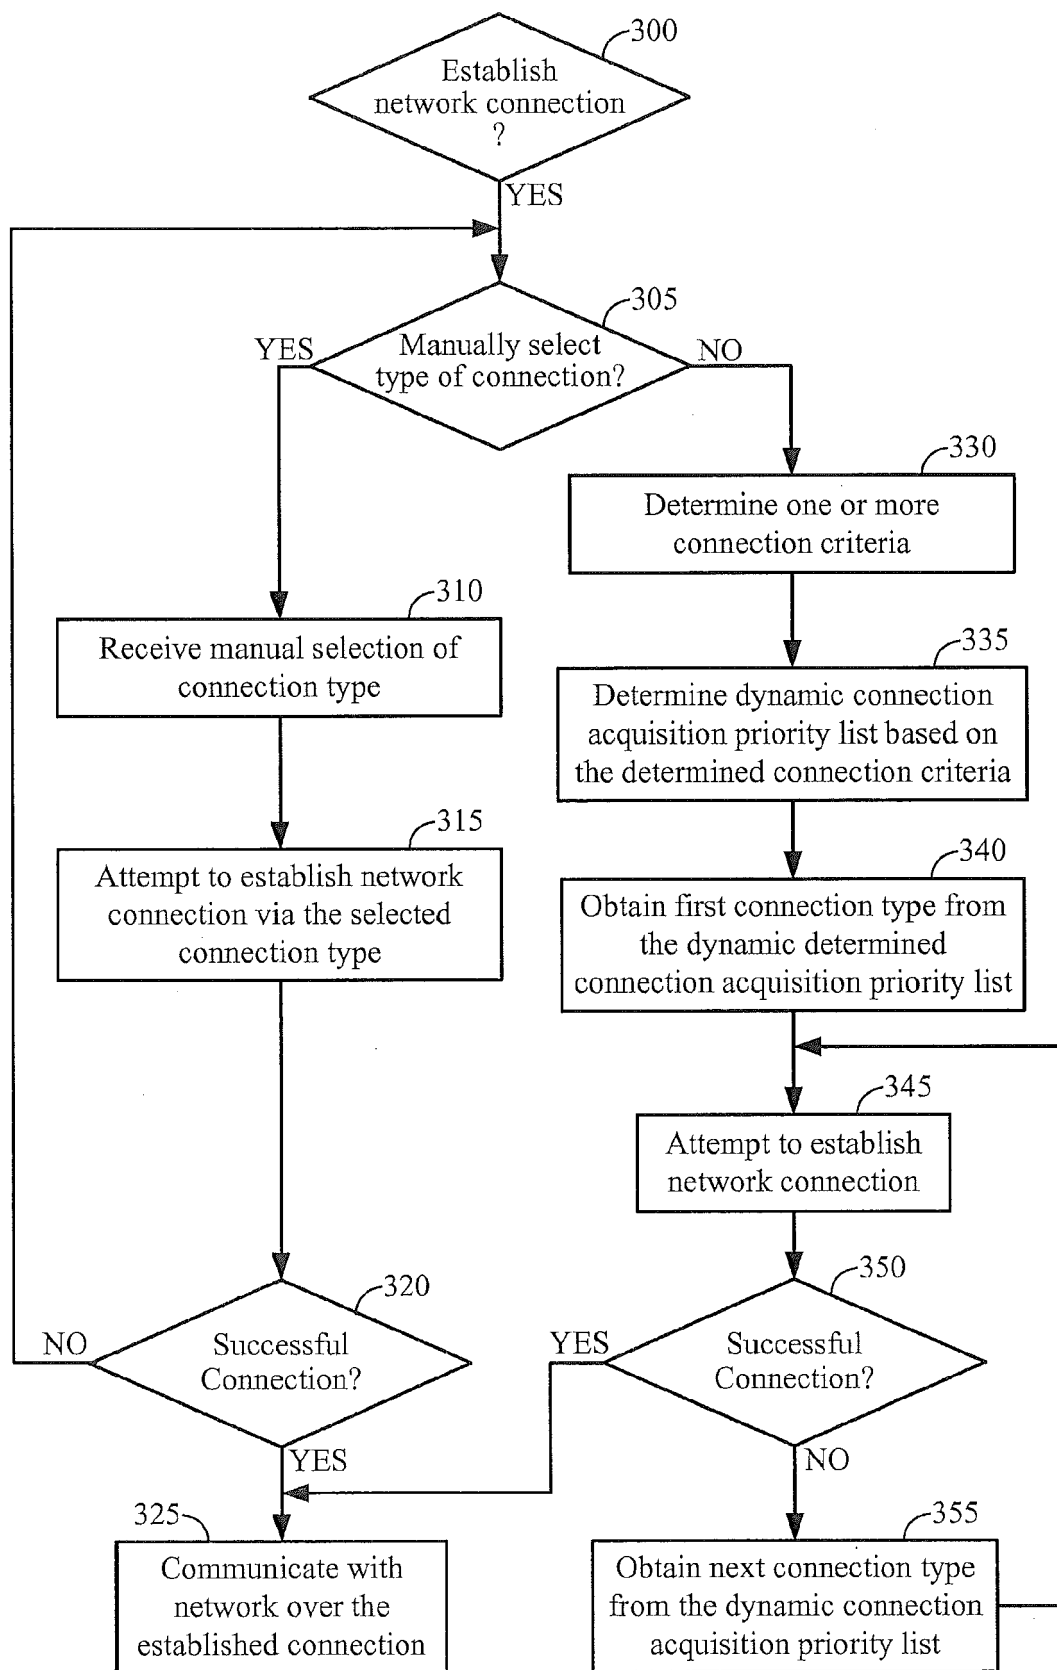 300
Establish
network connection
?
YES
305
YES
Manually select
type of connection?
NO
330
Determine one or more
connection criteria
310
Receive manual selection of
connection type
335
Determine dynamic connection
acquisition priority list based on
the determined connection criteria
315
Attempt to establish network
connection via the selected
connection type
340
Obtain first connection type from
the dynamic determined
connection acquisition priority list
345
Attempt to establish
network connection
320
NO
Successful
Connection?
YES
350
YES
Successful
Connection?
NO
325
Communicate with
network over the
established connection
355
Obtain next connection type
from the dynamic connection
acquisition priority list